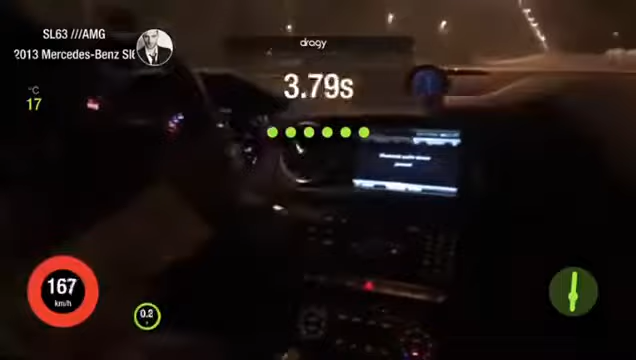 SL63 ///AMG
2013 Mercedes-Benz Sl(
dragy
3.79s
°C
17
167
km/h
0.2